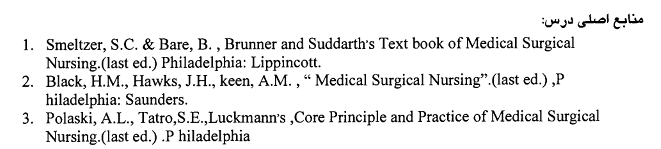 منابع اصلی درس:
1. Smeltzer, S.C. & Bare, B. , Brunner and Suddarth's Text book of Medical Surgical
Nursing.(last ed.) Philadelphia: Lippincott.
2. Black, H.M., Hawks, J.H., keen, A.M. , “ Medical Surgical Nursing”.(last ed.) ,P
hiladelphia: Saunders.
3. Polaski, A.L., Tatro,S.E.,Luckmann's ,Core Principle and Practice of Medical Surgical
Nursing.(last ed.) .P hiladelphia